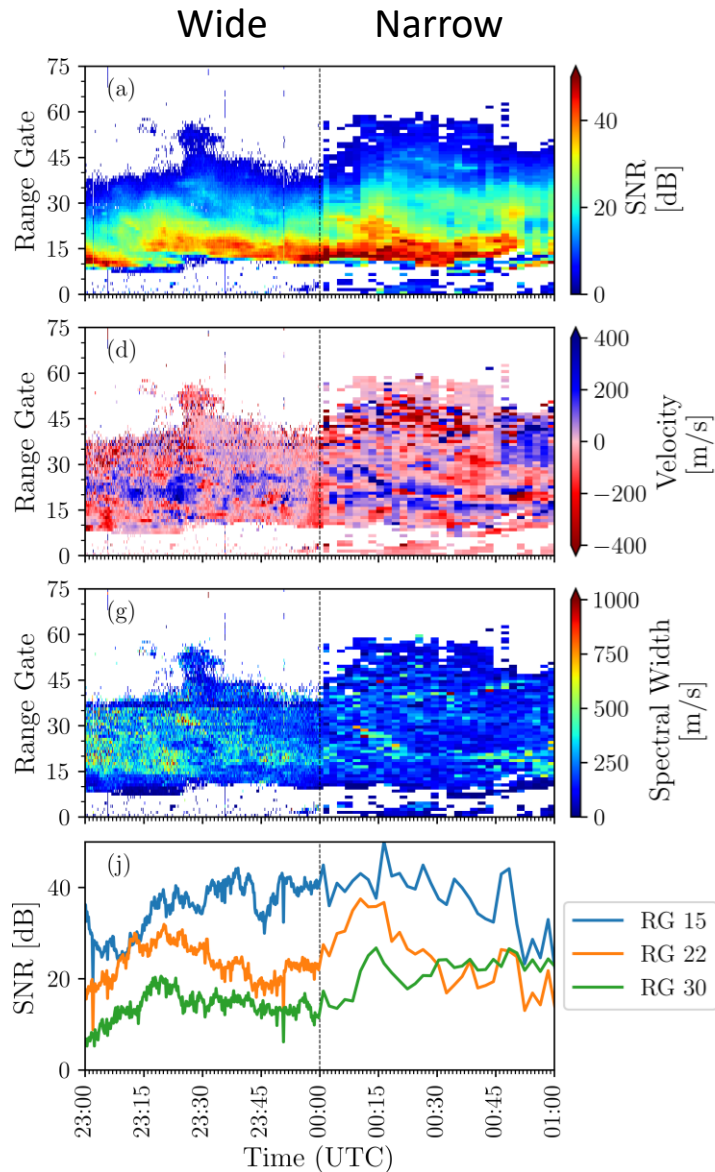 Wide Narrow
(a)
75
60
45
30
15
0
Range Gate
40
20
0
SNR
[dB]
(d)
75
60
45
30
15
0
Range Gate
400
200
0
−200
−400
Velocity
[m/s]
(g)
75
60
45
30
15
0
Range Gate
1000
750
500
250
0
Spectral Width
[m/s]
(j)
40
20
0
SNR [dB]
RG 15
RG 22
RG 30
23:00 23:15 23:30 23:45 00:00 00:15 00:30 00:45 01:00
Time (UTC)